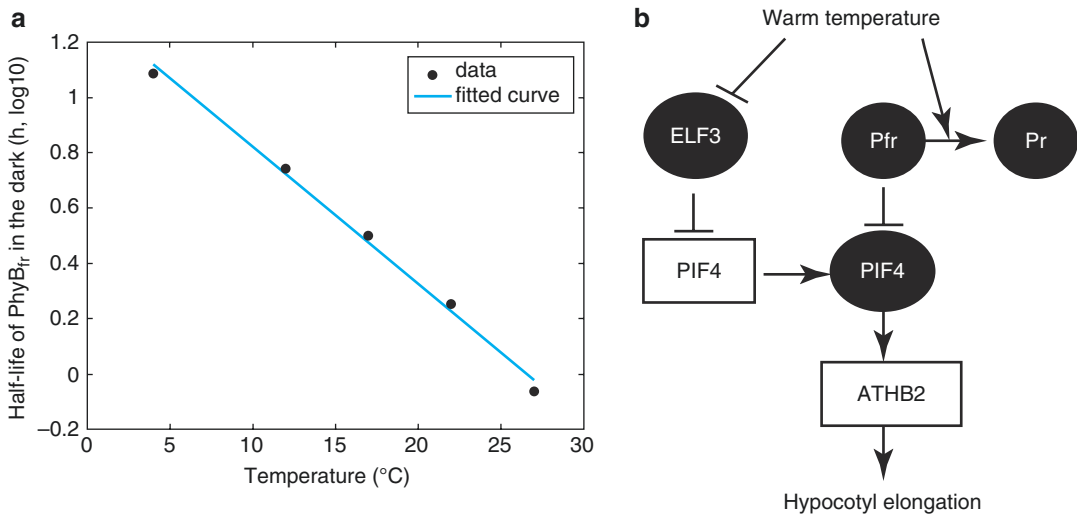 a
Half-life of PhyBfr in the dark (h, log10)
1.2
1
0.8
0.6
0.4
0.2
0
–0.2
0
5
10
15
20
25
30
Temperature (°C)
data
fitted curve
b
Warm temperature
ELF3
Pfr
Pr
PIF4
PIF4
ATHB2
Hypocotyl elongation